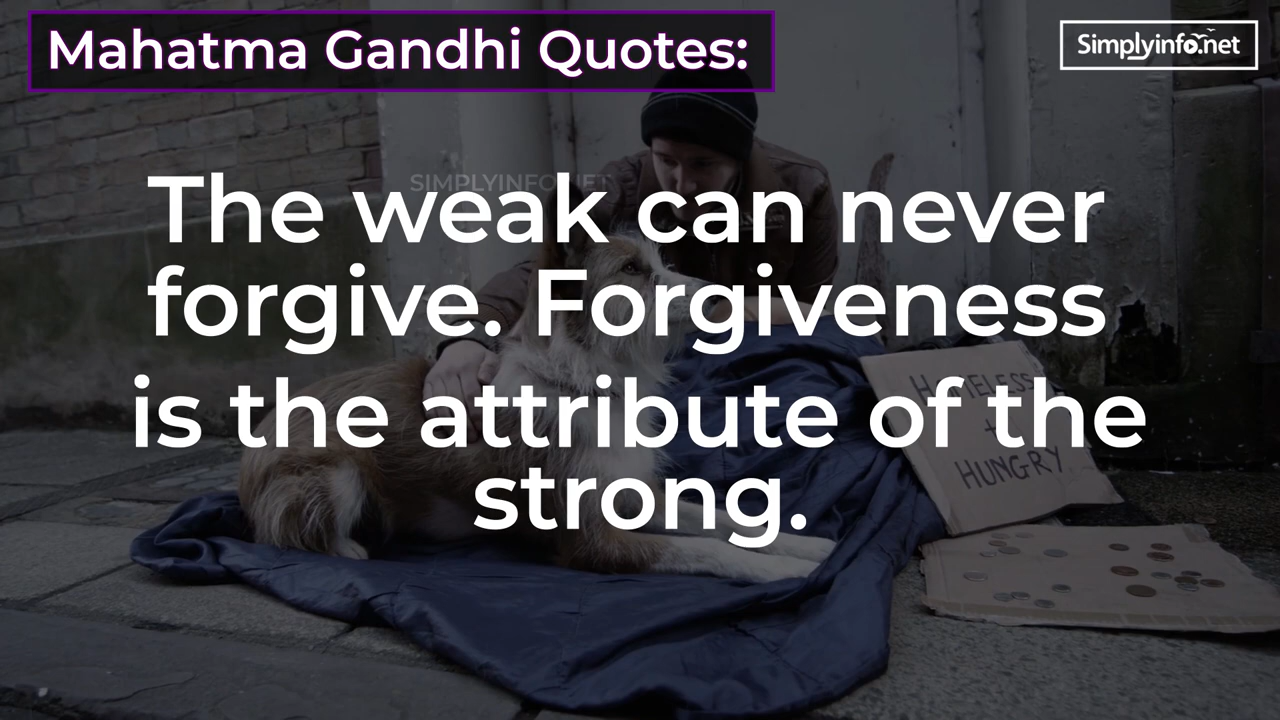 Mahatma Gandhi Quotes:
Simplyinfo.net
SIMPLYINFO.NET
The weak can never
forgive. Forgiveness
is the attribute of the
strong.
HOMELESS
HUNGRY